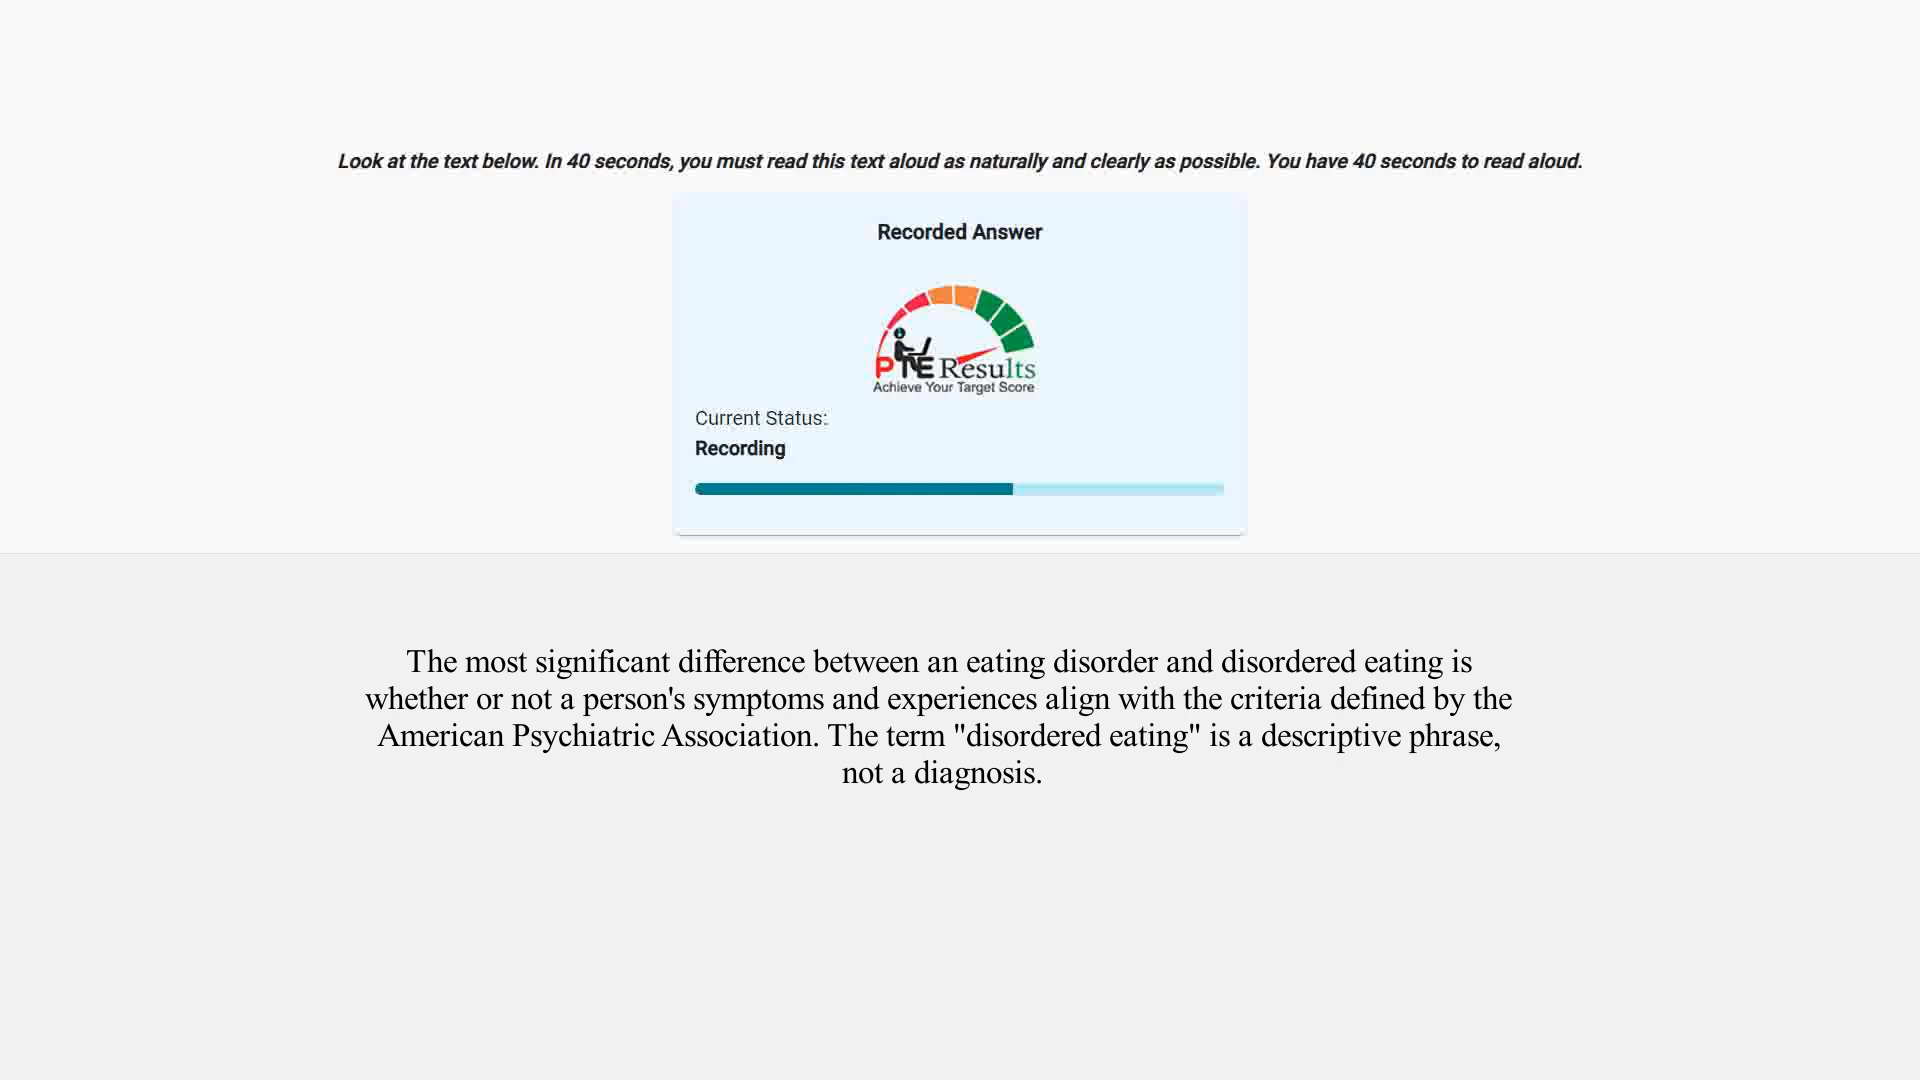 Look at the text below. In 40 seconds, you must read this text aloud as naturally and clearly as possible. You have 40 seconds to read aloud.
Recorded Answer
PTE Results
Achieve Your Target Score
Current Status:
Recording
The most significant difference between an eating disorder and disordered eating is
whether or not a person's symptoms and experiences align with the criteria defined by the
American Psychiatric Association. The term "disordered eating" is a descriptive phrase,
not a diagnosis.